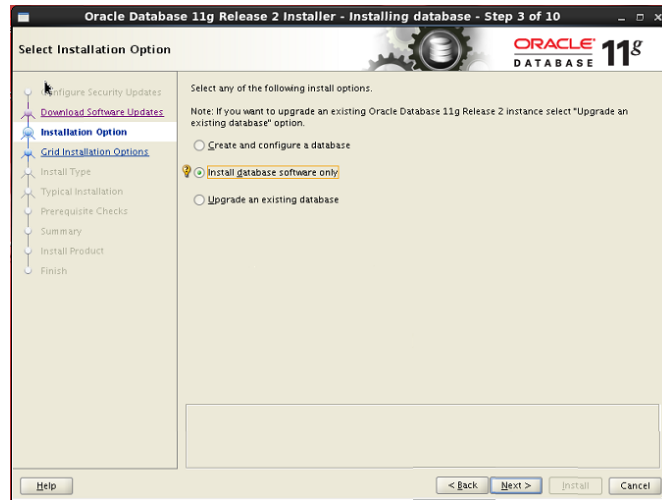 Oracle Database 11g Release 2 Installer - Installing database - Step 3 of 10
Select Installation Option
ORACLE
DATABASE
11g
Configure Security Updates
Download Software Updates
Installation Option
Grid Installation Options
Install Type
Typical Installation
Prerequisite Checks
Summary
Install Product
Finish
Select any of the following install options.
Note: If you want to upgrade an existing Oracle Database 11g Release 2 instance select "Upgrade an
existing database" option.
Create and configure a database
Install database software only
Upgrade an existing database
Help
< Back
Next >
Install
Cancel